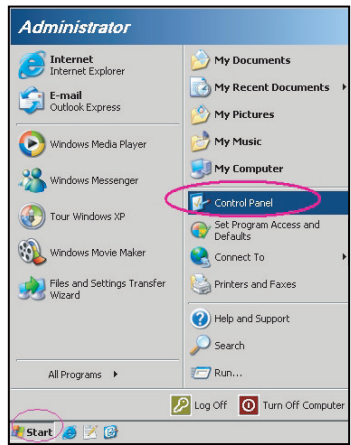 Administrator
Internet
Internet Explorer
E-mail
Outlook Express
Windows Media Player
Windows Messenger
Tour Windows XP
Windows Movie Maker
Files and Settings Transfer
Wizard
All Programs
My Documents
My Recent Documents
My Pictures
My Music
My Computer
Control Panel
Set Program Access and
Defaults
Connect To
Printers and Faxes
Help and Support
Search
Run...
Log Off
Turn Off Computer
Start